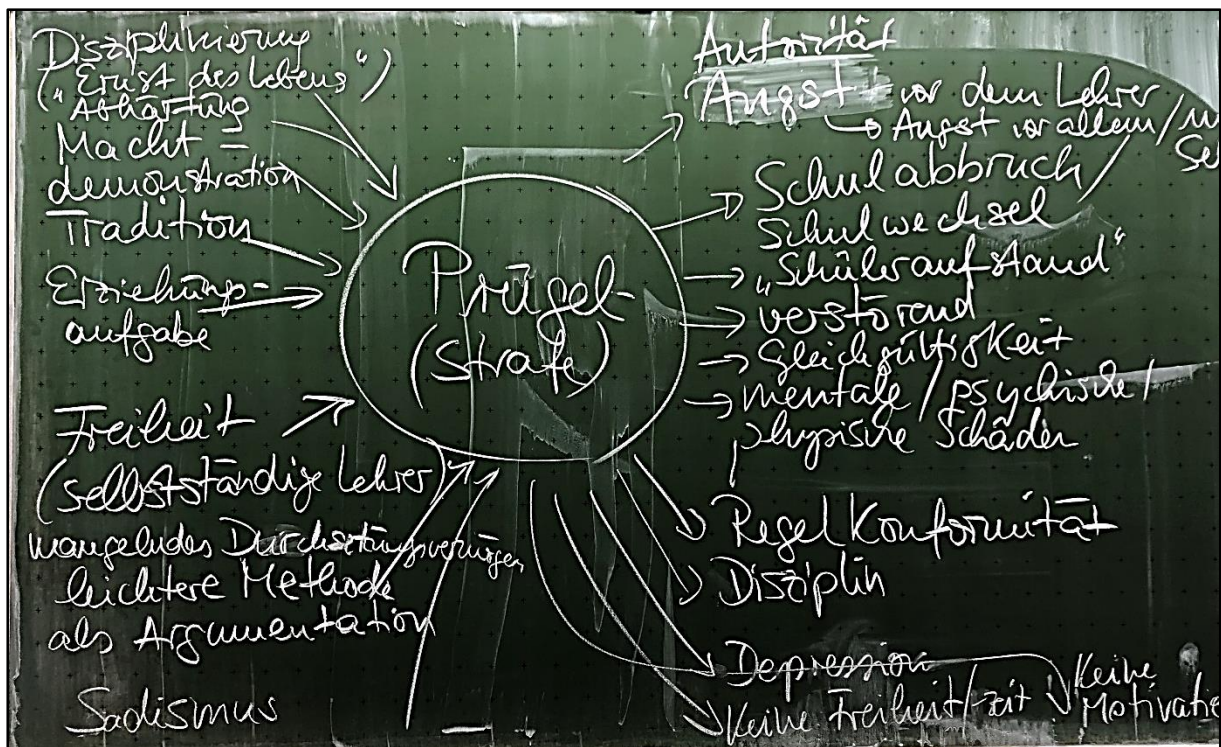 Disziplinierung
("Ernst des Lebens")
Abhärtung
Macht =
demonstration
Tradition
Erziehungs-
aufgabe
Freiheit
(selbstständige Lehrer)
mangelndes Durchsetzungsvermögen
leichtere Methode
als Argumentation
Sadismus
Prügel-
(strafe)
Autorität
Angst vor dem Lehrer
→ Angst vor allem /
Schulabbruch /
Schulwechsel
→ „Schüleraufstand“
→ verstörend
→ Gleichgültigkeit
→ mentale / psychische /
physische Schäden
Regelkonformität
Disziplin
Depression
Keine Freiheit/-zeit
Keine